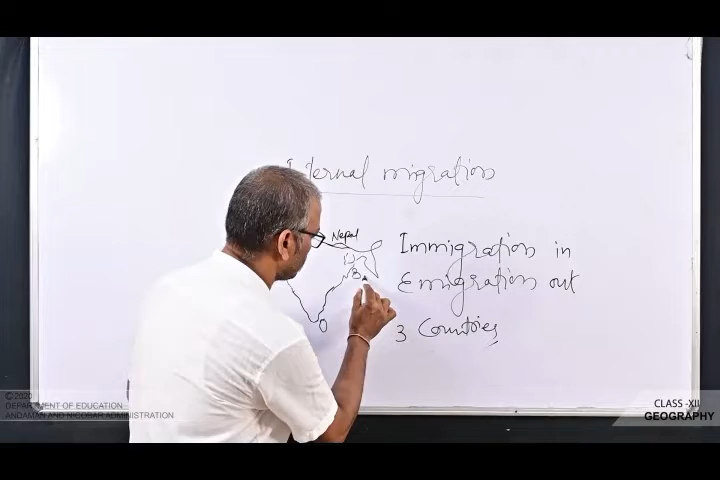 Internal migration
Nepal
B
Immigration in
Emigration out
3 Countries
©2020
DEPARTMENT OF EDUCATION
ANDAMAN AND NICOBAR ADMINISTRATION
CLASS -XII
GEOGRAPHY